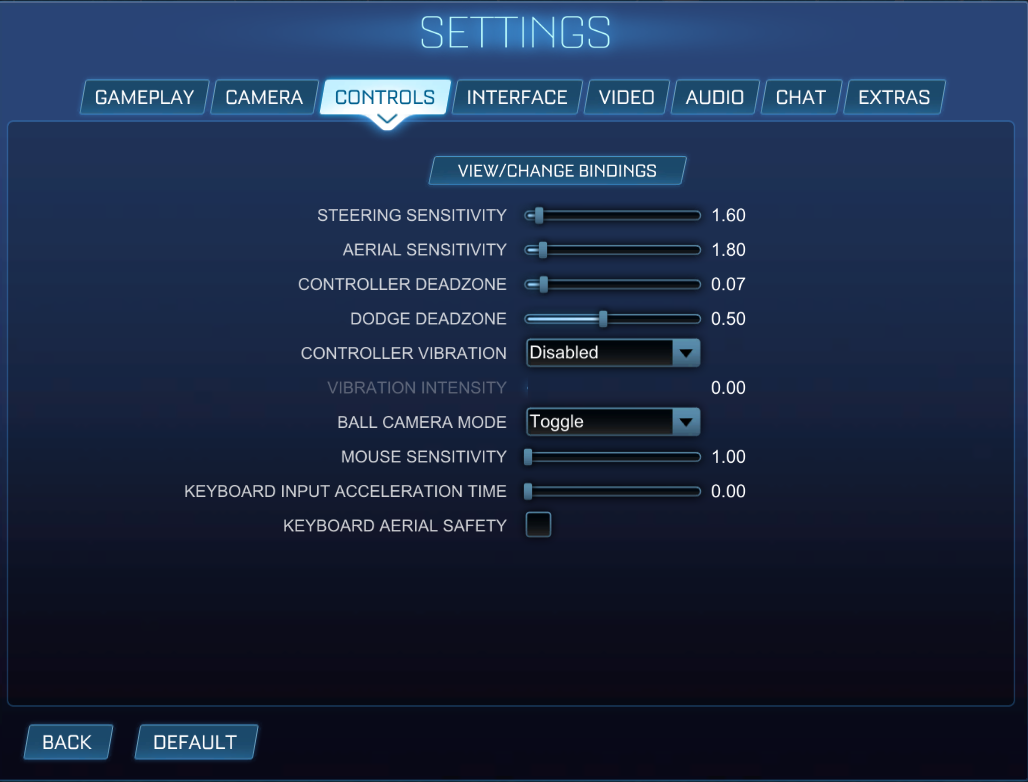 SETTINGS
GAMEPLAY CAMERA CONTROLS INTERFACE VIDEO AUDIO CHAT EXTRAS
VIEW/CHANGE BINDINGS
STEERING SENSITIVITY 1.60
AERIAL SENSITIVITY 1.80
CONTROLLER DEADZONE 0.07
DODGE DEADZONE 0.50
CONTROLLER VIBRATION Disabled
VIBRATION INTENSITY 0.00
BALL CAMERA MODE Toggle
MOUSE SENSITIVITY 1.00
KEYBOARD INPUT ACCELERATION TIME 0.00
KEYBOARD AERIAL SAFETY
BACK DEFAULT